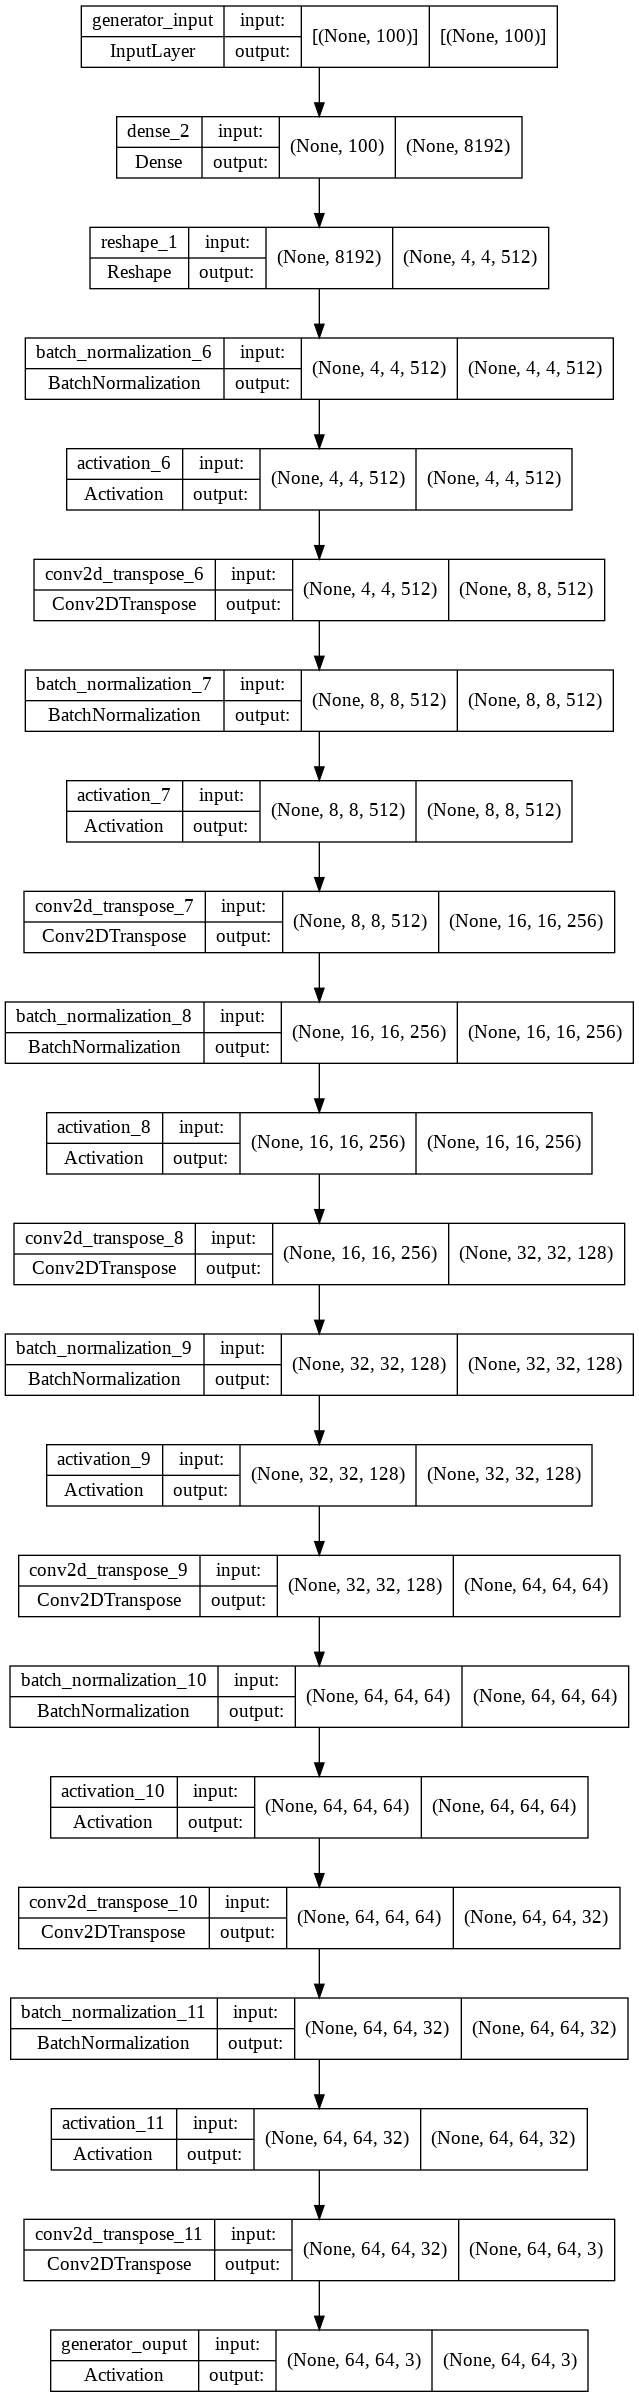 generator_input input: [(None, 100)] [(None, 100)]
InputLayer output:
dense_2 input: (None, 100) (None, 8192)
Dense output:
reshape_1 input: (None, 8192) (None, 4, 4, 512)
Reshape output:
batch_normalization_6 input: (None, 4, 4, 512) (None, 4, 4, 512)
BatchNormalization output:
activation_6 input: (None, 4, 4, 512) (None, 4, 4, 512)
Activation output:
conv2d_transpose_6 input: (None, 4, 4, 512) (None, 8, 8, 512)
Conv2DTranspose output:
batch_normalization_7 input: (None, 8, 8, 512) (None, 8, 8, 512)
BatchNormalization output:
activation_7 input: (None, 8, 8, 512) (None, 8, 8, 512)
Activation output:
conv2d_transpose_7 input: (None, 8, 8, 512) (None, 16, 16, 256)
Conv2DTranspose output:
batch_normalization_8 input: (None, 16, 16, 256) (None, 16, 16, 256)
BatchNormalization output:
activation_8 input: (None, 16, 16, 256) (None, 16, 16, 256)
Activation output:
conv2d_transpose_8 input: (None, 16, 16, 256) (None, 32, 32, 128)
Conv2DTranspose output:
batch_normalization_9 input: (None, 32, 32, 128) (None, 32, 32, 128)
BatchNormalization output:
activation_9 input: (None, 32, 32, 128) (None, 32, 32, 128)
Activation output:
conv2d_transpose_9 input: (None, 32, 32, 128) (None, 64, 64, 64)
Conv2DTranspose output:
batch_normalization_10 input: (None, 64, 64, 64) (None, 64, 64, 64)
BatchNormalization output:
activation_10 input: (None, 64, 64, 64) (None, 64, 64, 64)
Activation output:
conv2d_transpose_10 input: (None, 64, 64, 64) (None, 64, 64, 32)
Conv2DTranspose output:
batch_normalization_11 input: (None, 64, 64, 32) (None, 64, 64, 32)
BatchNormalization output:
activation_11 input: (None, 64, 64, 32) (None, 64, 64, 32)
Activation output:
conv2d_transpose_11 input: (None, 64, 64, 32) (None, 64, 64, 3)
Conv2DTranspose output:
generator_ouput input: (None, 64, 64, 3) (None, 64, 64, 3)
Activation output: